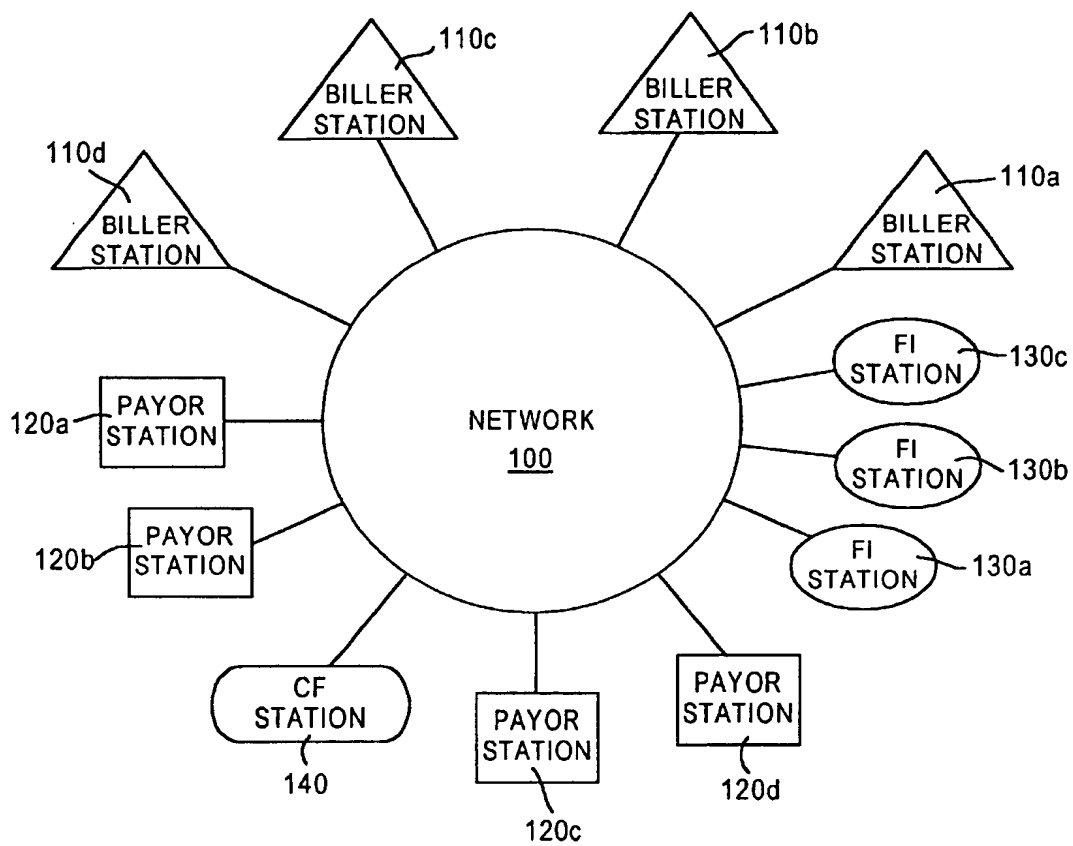 110c
BILLER
STATION
110b
BILLER
STATION
110d
BILLER
STATION
110a
BILLER
STATION
FI
STATION
130c
120a
PAYOR
STATION
NETWORK
100
FI
STATION
130b
120b
PAYOR
STATION
FI
STATION
130a
CF
STATION
140
PAYOR
STATION
120c
PAYOR
STATION
120d